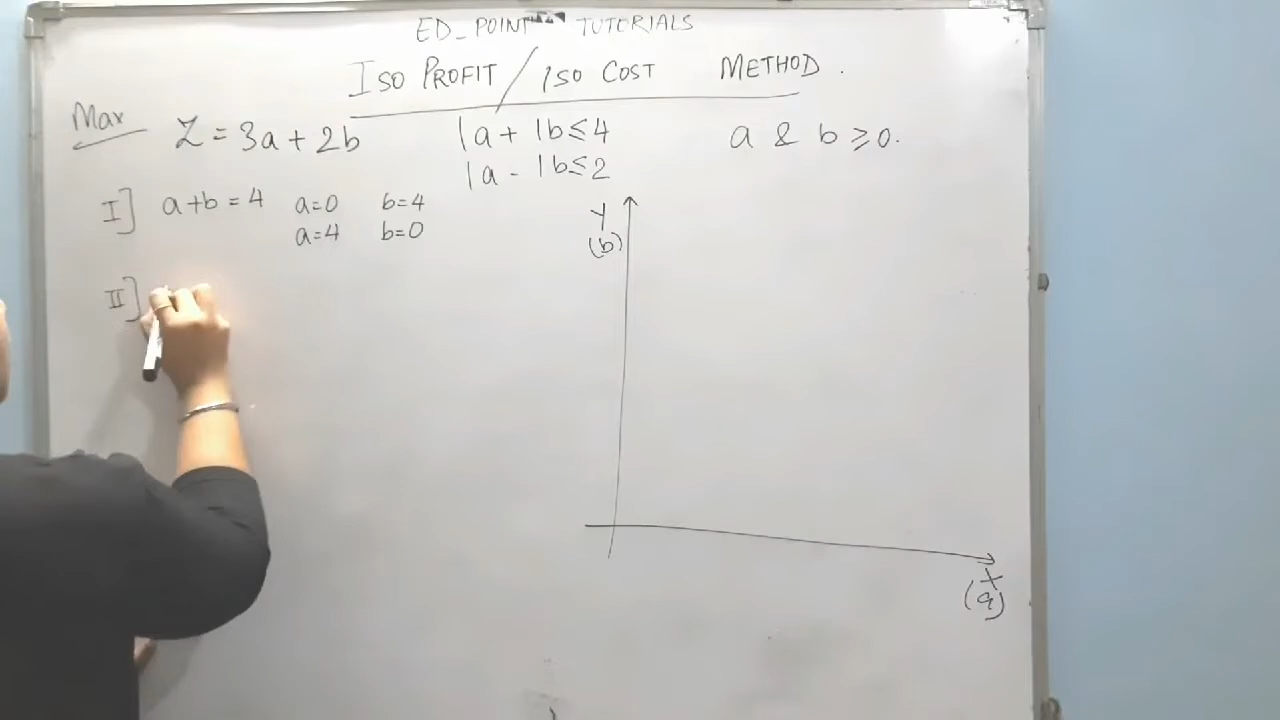 ED_POINT TUTORIALS
ISO PROFIT / ISO COST METHOD.
Max Z = 3a + 2b 1a + 1b ≤ 4 a & b ≥ 0.
1a - 1b ≤ 2
I] a+b = 4 a=0 b=4
a=4 b=0
II]
Y
(b)
X
(a)